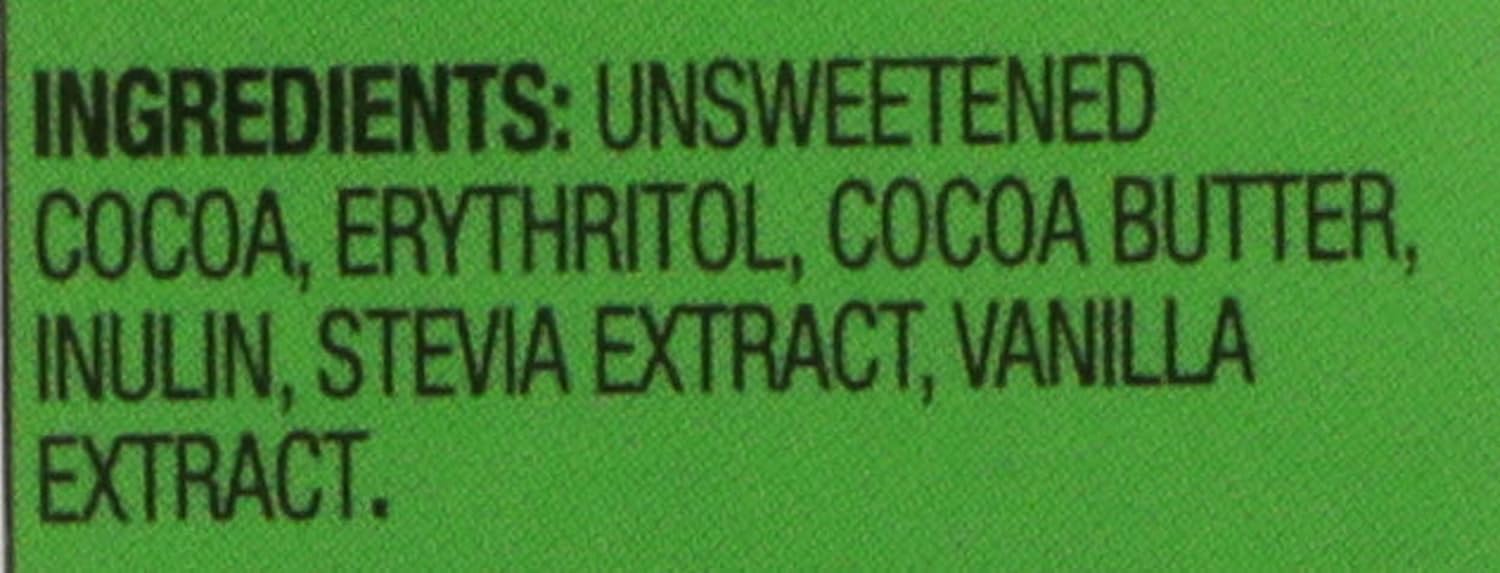 INGREDIENTS: UNSWEETENED
COCOA, ERYTHRITOL, COCOA BUTTER,
INULIN, STEVIA EXTRACT, VANILLA
EXTRACT.